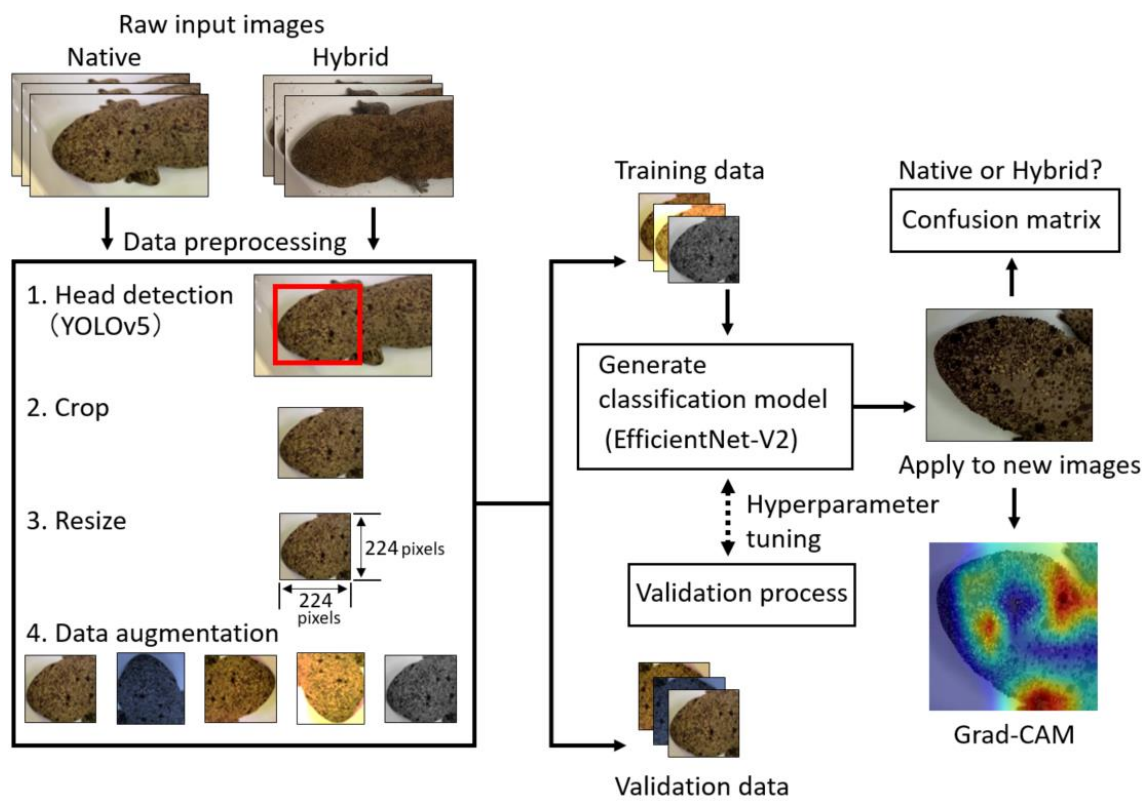 Raw input images
Native
Hybrid
Data preprocessing
1. Head detection
（YOLOv5）
2. Crop
3. Resize
224 pixels
224
pixels
4. Data augmentation
Training data
Generate
classification model
(EfficientNet-V2)
Hyperparameter
tuning
Validation process
Validation data
Native or Hybrid?
Confusion matrix
Apply to new images
Grad-CAM